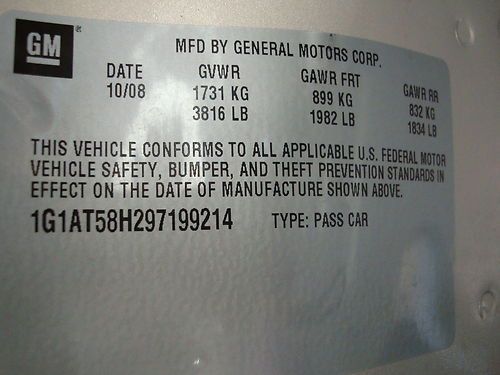 GM
MFD BY GENERAL MOTORS CORP.
DATE GVWR GAWR FRT GAWR RR
10/08 1731 KG 899 KG 832 KG
3816 LB 1982 LB 1834 LB
THIS VEHICLE CONFORMS TO ALL APPLICABLE U.S. FEDERAL MOTOR
VEHICLE SAFETY, BUMPER, AND THEFT PREVENTION STANDARDS IN
EFFECT ON THE DATE OF MANUFACTURE SHOWN ABOVE.
1G1AT58H297199214 TYPE: PASS CAR